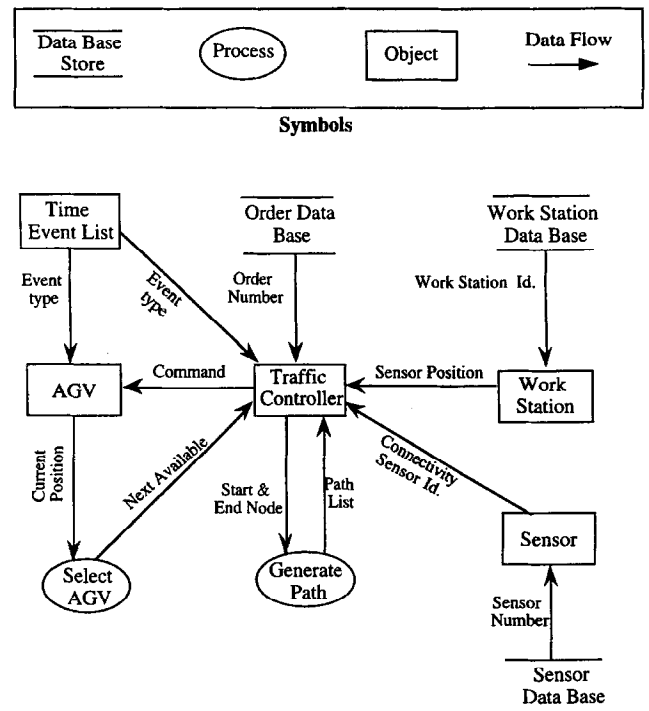 Data Base
Store
Process
Object
Data Flow
Symbols
Time
Event List
Order Data
Base
Work Station
Data Base
Event
type
Event
type
Order
Number
Work Station Id.
AGV
Command
Traffic
Controller
Sensor Position
Work
Station
Current
Position
Next Available
Start &
End Node
Path
List
Connectivity
Sensor Id.
Select
AGV
Generate
Path
Sensor
Sensor
Number
Sensor
Data Base